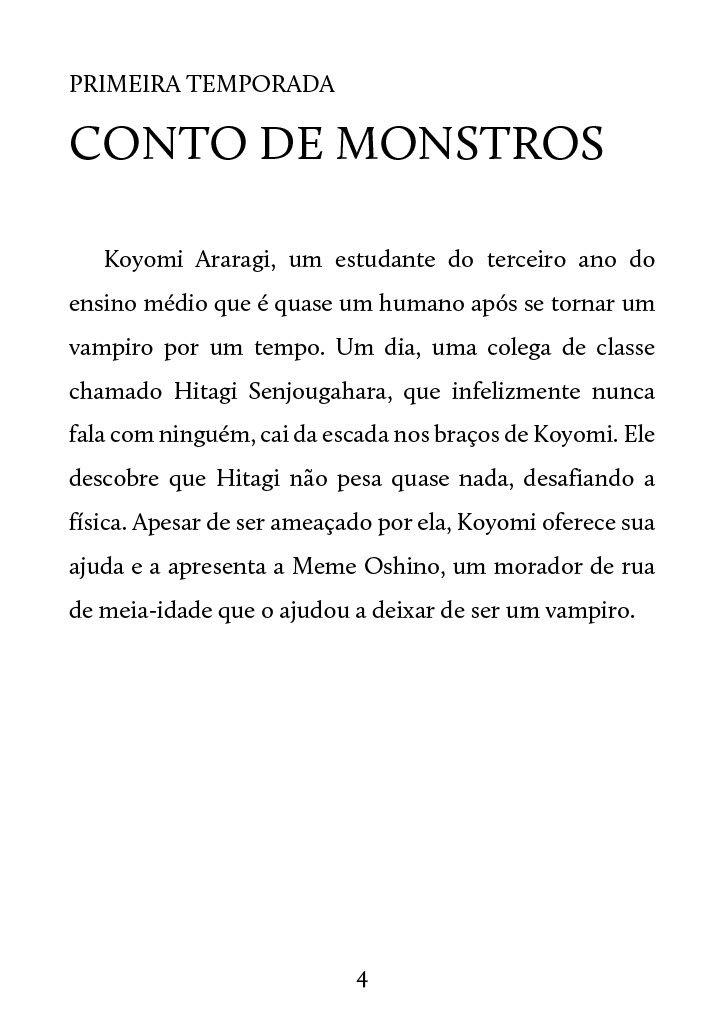 PRIMEIRA TEMPORADA
CONTO DE MONSTROS
Koyomi Araragi, um estudante do terceiro ano do
ensino médio que é quase um humano após se tornar um
vampiro por um tempo. Um dia, uma colega de classe
chamado Hitagi Senjougahara, que infelizmente nunca
fala com ninguém, cai da escada nos braços de Koyomi. Ele
descobre que Hitagi não pesa quase nada, desafiando a
física. Apesar de ser ameaçado por ela, Koyomi oferece sua
ajuda e a apresenta a Meme Oshino, um morador de rua
de meia-idade que o ajudou a deixar de ser um vampiro.
4